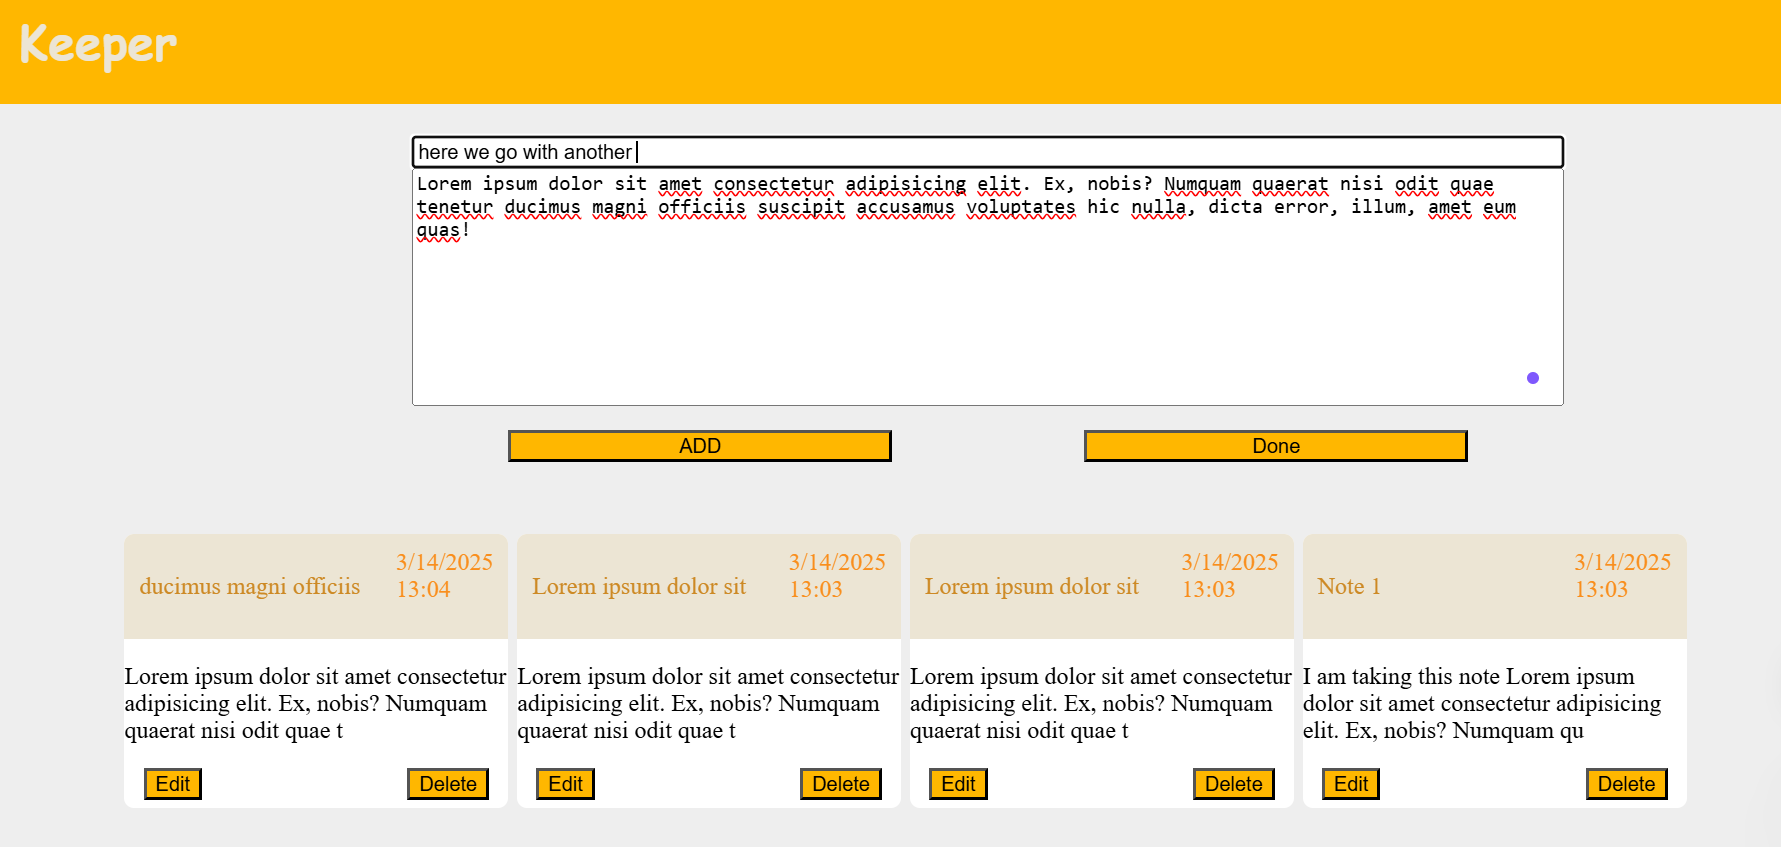 Keeper
here we go with another
Lorem ipsum dolor sit amet consectetur adipisicing elit. Ex, nobis? Numquam quaerat nisi odit quae
tenetur ducimus magni officiis suscipit accusamus voluptates hic nulla, dicta error, illum, amet eum
quas!
ADD
Done
ducimus magni officiis
3/14/2025
13:04
Lorem ipsum dolor sit amet consectetur
adipisicing elit. Ex, nobis? Numquam
quaerat nisi odit quae t
Edit
Delete
Lorem ipsum dolor sit
3/14/2025
13:03
Lorem ipsum dolor sit amet consectetur
adipisicing elit. Ex, nobis? Numquam
quaerat nisi odit quae t
Edit
Delete
Lorem ipsum dolor sit
3/14/2025
13:03
Lorem ipsum dolor sit amet consectetur
adipisicing elit. Ex, nobis? Numquam
quaerat nisi odit quae t
Edit
Delete
Note 1
3/14/2025
13:03
I am taking this note Lorem ipsum
dolor sit amet consectetur adipisicing
elit. Ex, nobis? Numquam qu
Edit
Delete